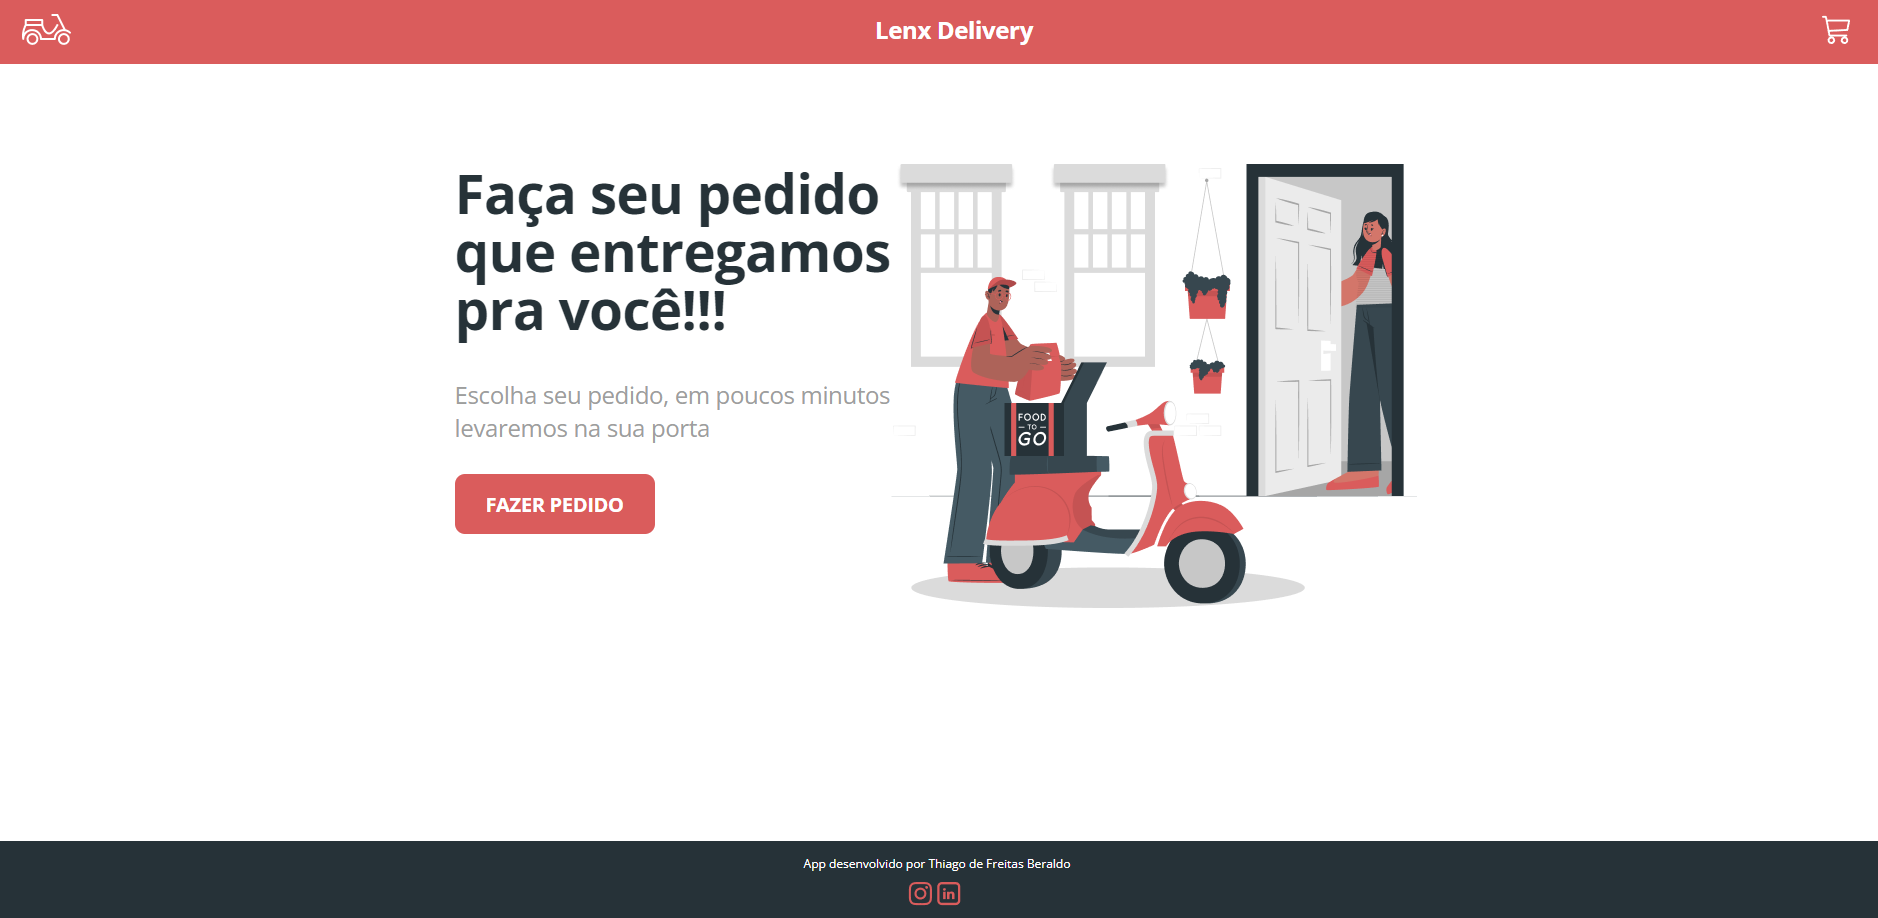 Lenx Delivery
Faça seu pedido
que entregamos
pra você!!!
Escolha seu pedido, em poucos minutos
levaremos na sua porta
FAZER PEDIDO
FOOD
TO
GO
App desenvolvido por Thiago de Freitas Beraldo
in